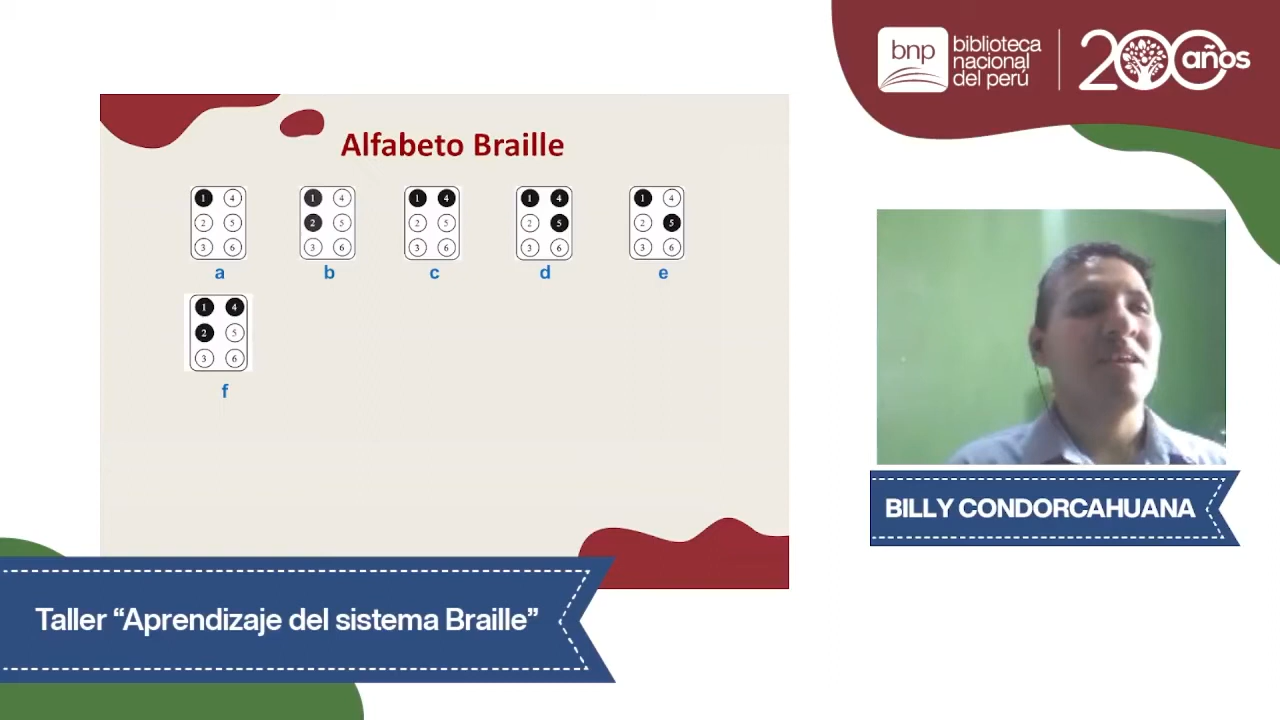 bnp
biblioteca
nacional
del perú
200 años
Alfabeto Braille
1 4 1 4 1 4 1 4 1 4
2 5 2 5 2 5 2 5 2 5
3 6 3 6 3 6 3 6 3 6
a b c d e
1 4
2 5
3 6
f
BILLY CONDORCAHUANA
Taller “Aprendizaje del sistema Braille”